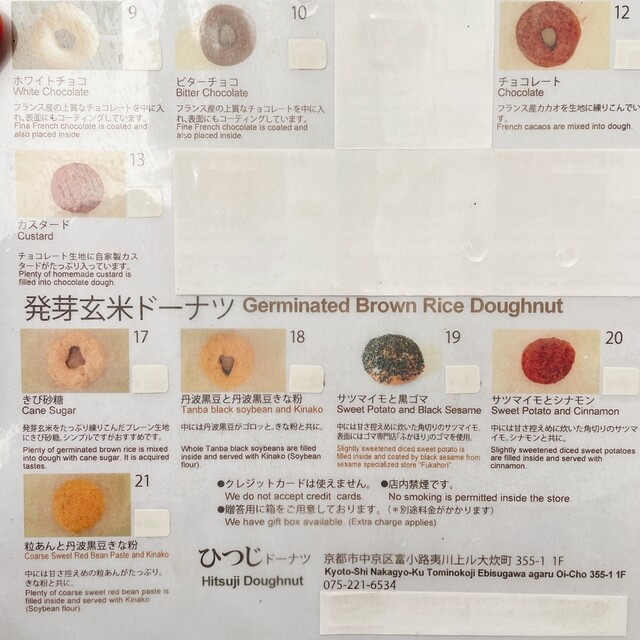 9
ホワイトチョコ
White Chocolate
フランス産の上質なチョコレートを中に入
れ、表面にもコーティングしています。
Fine French chocolate is coated and
also placed inside.
10
ビターチョコ
Bitter Chocolate
フランス産の上質なチョコレートを中に入
れ、表面にもコーティングしています。
Fine French chocolate is coated and
also placed inside.
12
チョコレート
Chocolate
フランス産カカオを生地に練りこんでい
す。
French cacaos are mixed into dough.
13
カスタード
Custard
チョコレート生地に自家製カス
タードがたっぷり入っています。
Plenty of homemade custard is
filled into chocolate dough.
発芽玄米ドーナツ Germinated Brown Rice Doughnut
17
きび砂糖
Cane Sugar
発芽玄米をたっぷり練りこんだプレーン生地
にきび砂糖。シンプルですがおすすめです。
Plenty of germinated brown rice is mixed
into dough with cane sugar. It is acquired
tastes.
18
丹波黒豆と丹波黒豆きな粉
Tanba black soybean and Kinako
中には丹波黒豆がゴロッと。きな粉と共に。
Whole Tanba black soybeans are filled
inside and served with Kinako (Soybean
flour).
19
サツマイモと黒ゴマ
Sweet Potato and Black Sesame
中には甘さ控えめに炊いた角切りのサツマイモ。
表面にはゴマ専門店「ふかほり」のゴマを使用。
Slightly sweetened diced sweet potato is
filled inside and coated by black sesame from
sesame specialized store "Fukahori".
20
サツマイモとシナモン
Sweet Potato and Cinnamon
中には甘さ控えめに炊いた角切りのサツマ
イモ。シナモンと共に。
Slightly sweetened diced sweet potatoes
are filled inside and served with
cinnamon.
21
粒あんと丹波黒豆きな粉
Coarse Sweet Red Bean Paste and Kinako
中には甘さ控えめの粒あんがたっぷり。
きな粉と共に。
Plenty of coarse sweet red bean paste is
filled inside and served with Kinako
(Soybean flour).
●クレジットカードは使えません。 ●店内禁煙です。
We do not accept credit cards. No smoking is permitted inside the store.
●贈答用に箱をご用意しております。(*別途料金がかかります)
We have gift box available. (Extra charge applies)
ひつじドーナツ
Hitsuji Doughnut
京都市中京区富小路夷川上ル大炊町 355-1 1F
Kyoto-Shi Nakagyo-Ku Tominokoji Ebisugawa agaru Oi-Cho 355-1 1F
075-221-6534